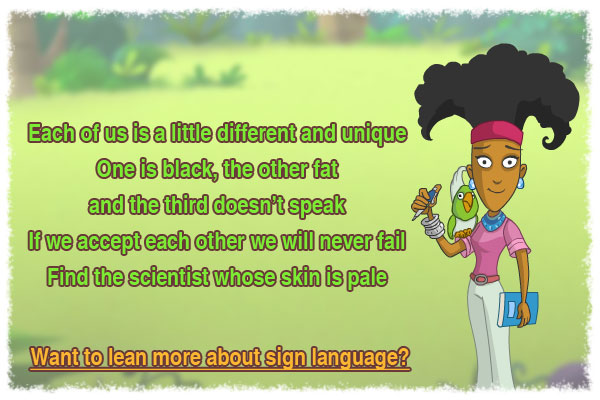 Each of us is a little different and unique
One is black, the other fat
and the third doesn't speak
If we accept each other we will never fail
Find the scientist whose skin is pale
Want to lean more about sign language?